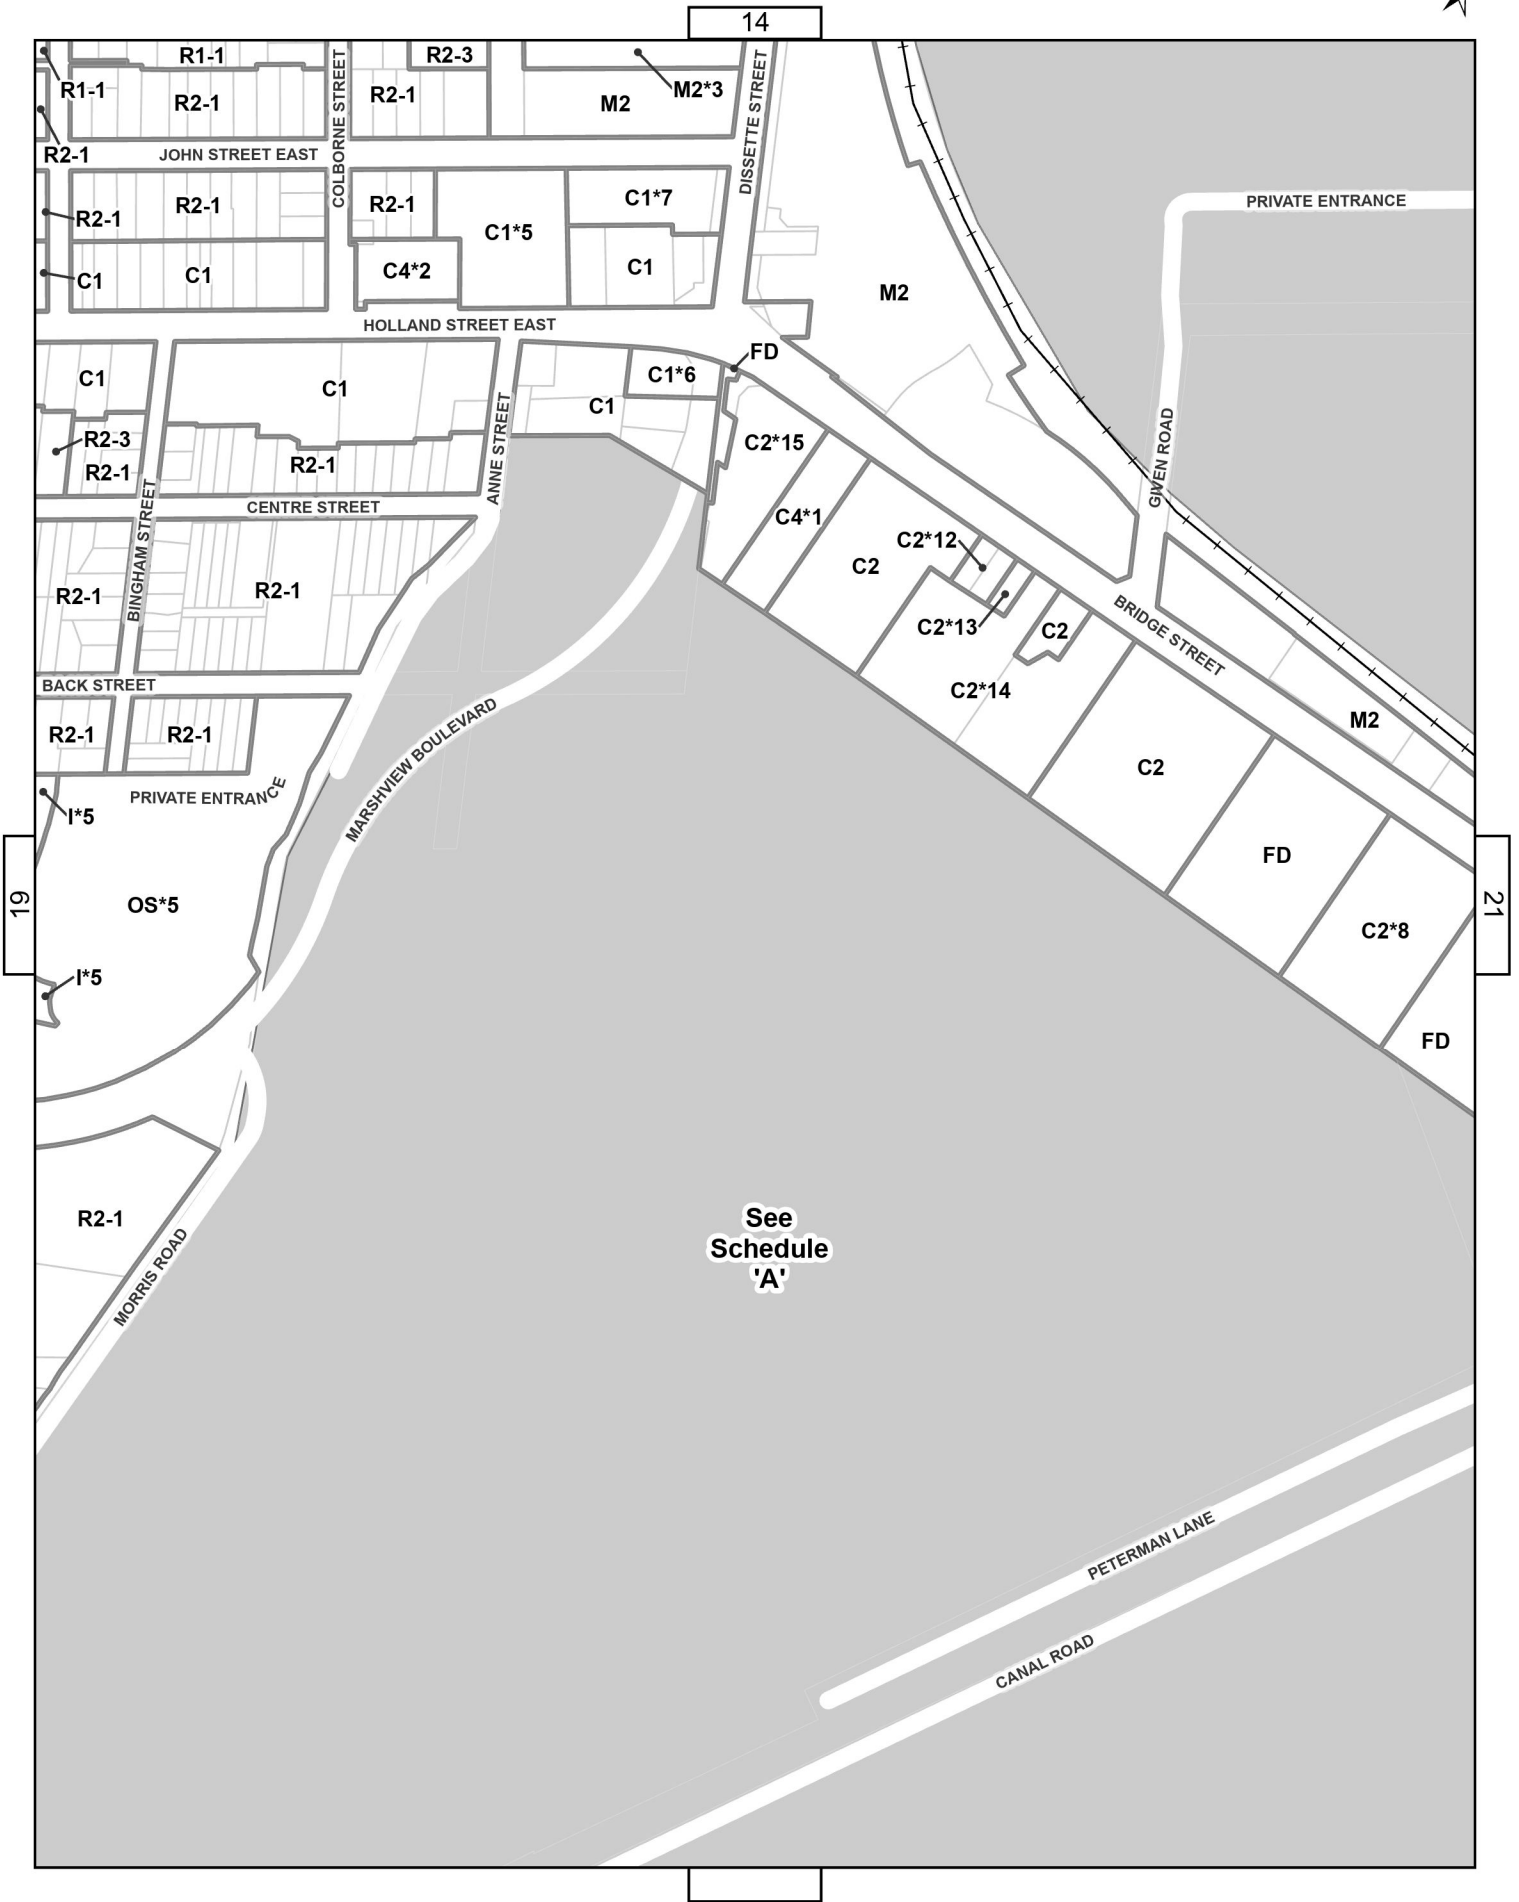 14
R1-1
R2-3
R1-1
R2-1
R2-1
M2*3
M2
R2-1
JOHN STREET EAST
COLBORNE STREET
DISSETTE STREET
R2-1
R2-1
R2-1
C1*7
PRIVATE ENTRANCE
C1*5
C1
C1
C4*2
C1
M2
HOLLAND STREET EAST
FD
C1
C1
C1*6
C1
R2-3
R2-1
R2-1
ANNE STREET
C2*15
GIVEN ROAD
CENTRE STREET
BINGHAM STREET
C4*1
C2*12
C2
R2-1
R2-1
C2*13
C2
BRIDGE STREET
BACK STREET
C2*14
M2
R2-1
R2-1
MARSHVIEW BOULEVARD
C2
PRIVATE ENTRANCE
I*5
FD
19
OS*5
21
C2*8
I*5
FD
R2-1
MORRIS ROAD
See
Schedule
'A'
PETERMAN LANE
CANAL ROAD